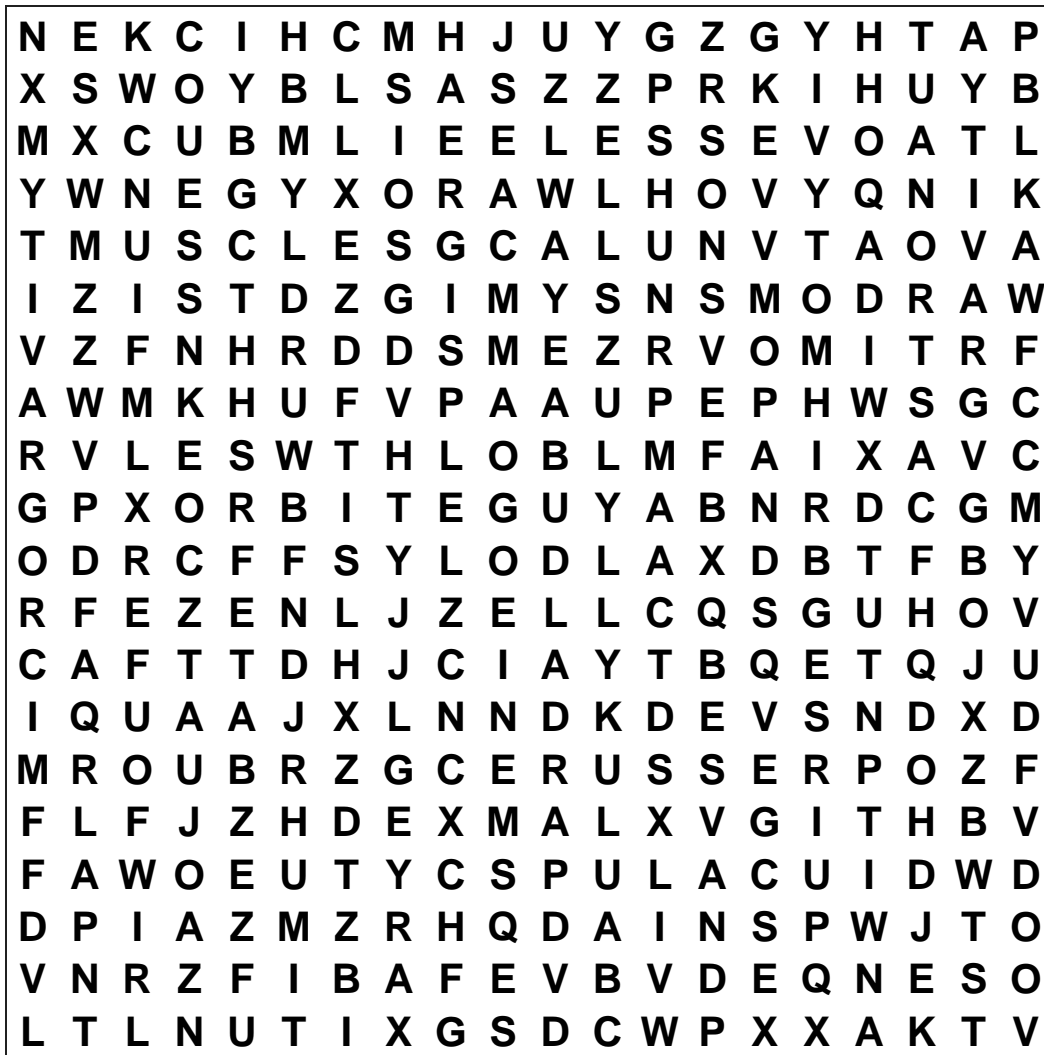 N E K C I H C M H J U Y G Z G Y H T A P
X S W O Y B L S A S Z Z P R K I H U Y B
M X C U B M L I E E L E S S E V O A T L
Y W N E G Y X O R A W L H O V Y Q N I K
T M U S C L E S G C A L U N V T A O V A
I Z I S T D Z G I M Y S N S M O D R A W
V Z F N H R D D S M E Z R V O M I T R F
A W M K H U F V P A A U P E P H W S G C
R V L E S W T H L O B L M F A I X A V C
G P X O R B I T E G U Y A B N R D C G M
O D R C F F S Y L O D L A X D B T F B Y
R F E Z E N L J Z E L L C Q S G U H O V
C A F T T D H J C I A Y T B Q E T Q J U
I Q U A A J X L N N D K D E V S N D X D
M R O U B R Z G C E R U S S E R P O Z F
F L F J Z H D E X M A L X V G I T H B V
F A W O E U T Y C S P U L A C U I D W D
D P I A Z M Z R H Q D A I N S P W J T O
V N R Z F I B A F E V B V D E Q N E S O
L T L N U T I X G S D C W P X X A K T V